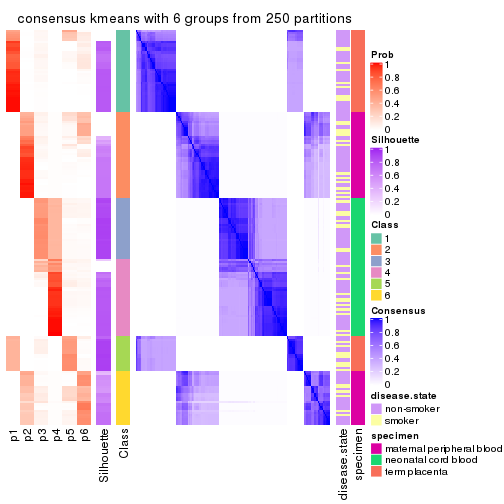 consensus kmeans with 6 groups from 250 partitions
Prob
1
0.8
0.6
0.4
0.2
0
Silhouette
1
0.8
0.6
0.4
0.2
0
Class
1
2
3
4
5
6
Consensus
1
0.8
0.6
0.4
0.2
0
disease.state
non-smoker
smoker
specimen
maternal peripheral blood
neonatal cord blood
term placenta
p1
p2
p3
p4
p5
p6
Silhouette
Class
disease.state
specimen